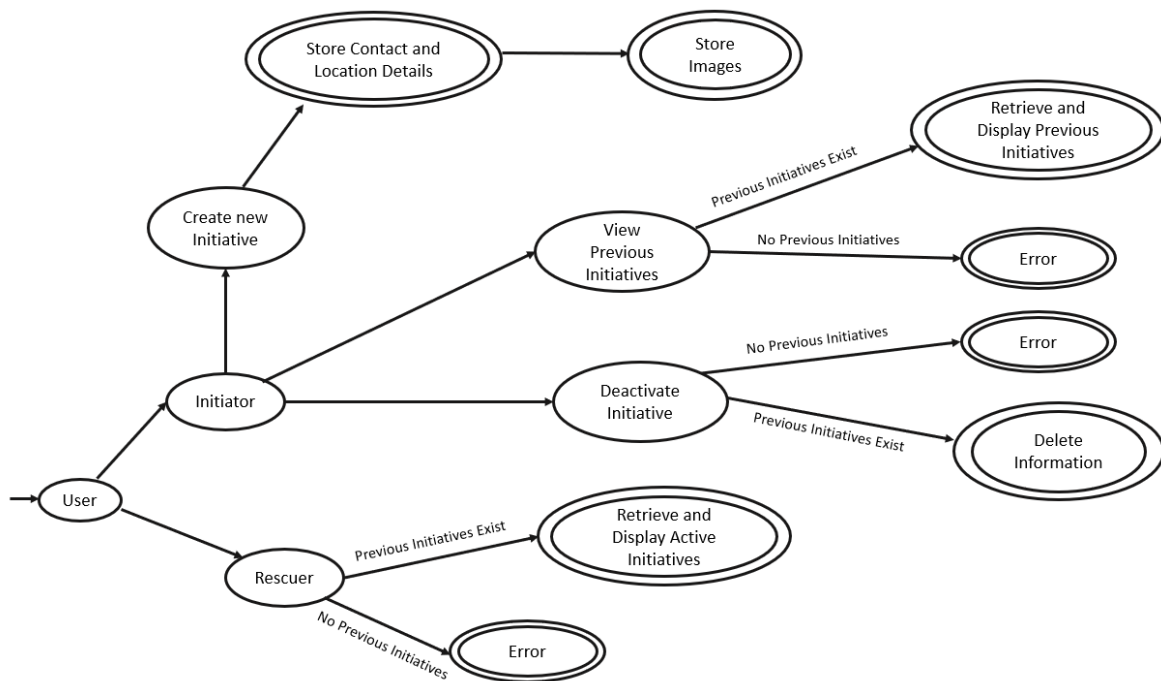 Store Contact and
Location Details
Store
Images
Retrieve and
Display Previous
Initiatives
Previous Initiatives Exist
Create new
Initiative
View
Previous
Initiatives
No Previous Initiatives
Error
No Previous Initiatives
Error
Initiator
Deactivate
Initiative
Previous Initiatives Exist
Delete
Information
User
Retrieve and
Display Active
Initiatives
Previous Initiatives Exist
Rescuer
No Previous Initiatives
Error